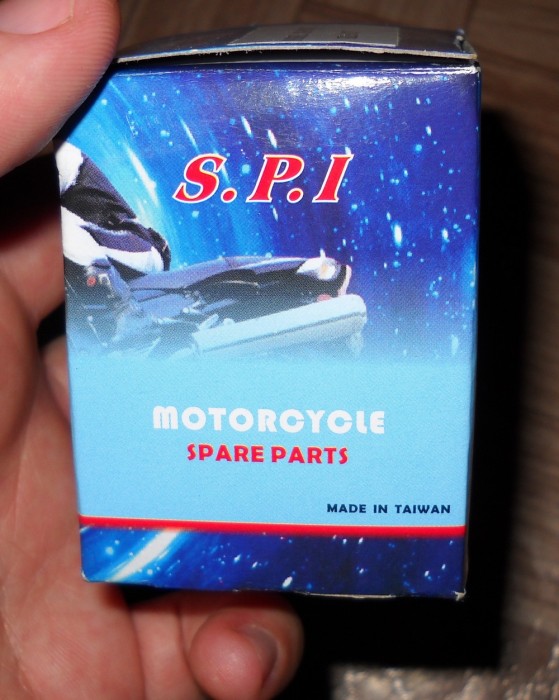 S.P.I
MOTORCYCLE
SPARE PARTS
MADE IN TAIWAN